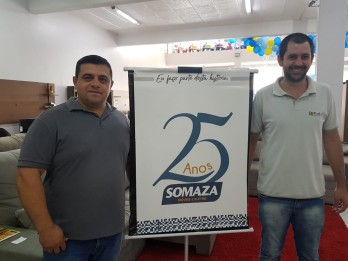 Eu faço parte desta história
25
Anos
SOMAZA